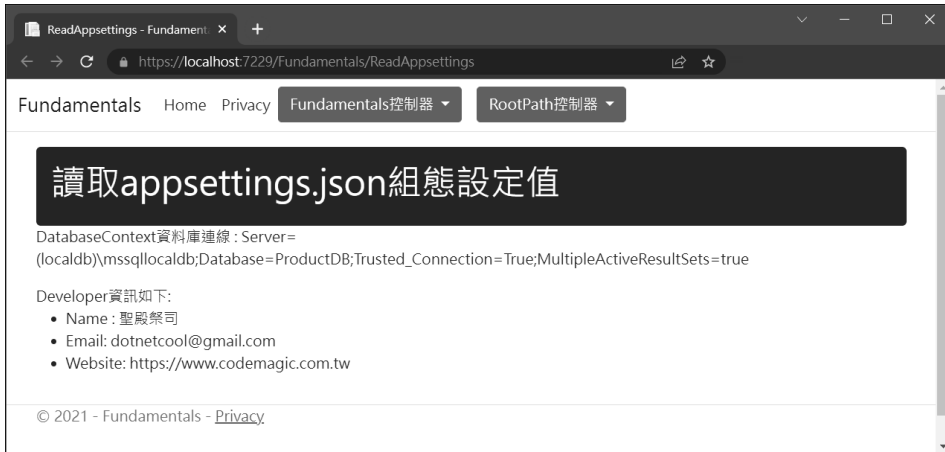 ReadAppsettings - Fundament
https://localhost:7229/Fundamentals/ReadAppsettings
Fundamentals Home Privacy Fundamentals控制器 RootPath控制器
讀取appsettings.json組態設定值
DatabaseContext資料庫連線 : Server=
(localdb)\mssqllocaldb;Database=ProductDB;Trusted_Connection=True;MultipleActiveResultSets=true
Developer資訊如下:
• Name : 聖殿祭司
• Email: dotnetcool@gmail.com
• Website: https://www.codemagic.com.tw
© 2021 - Fundamentals - Privacy